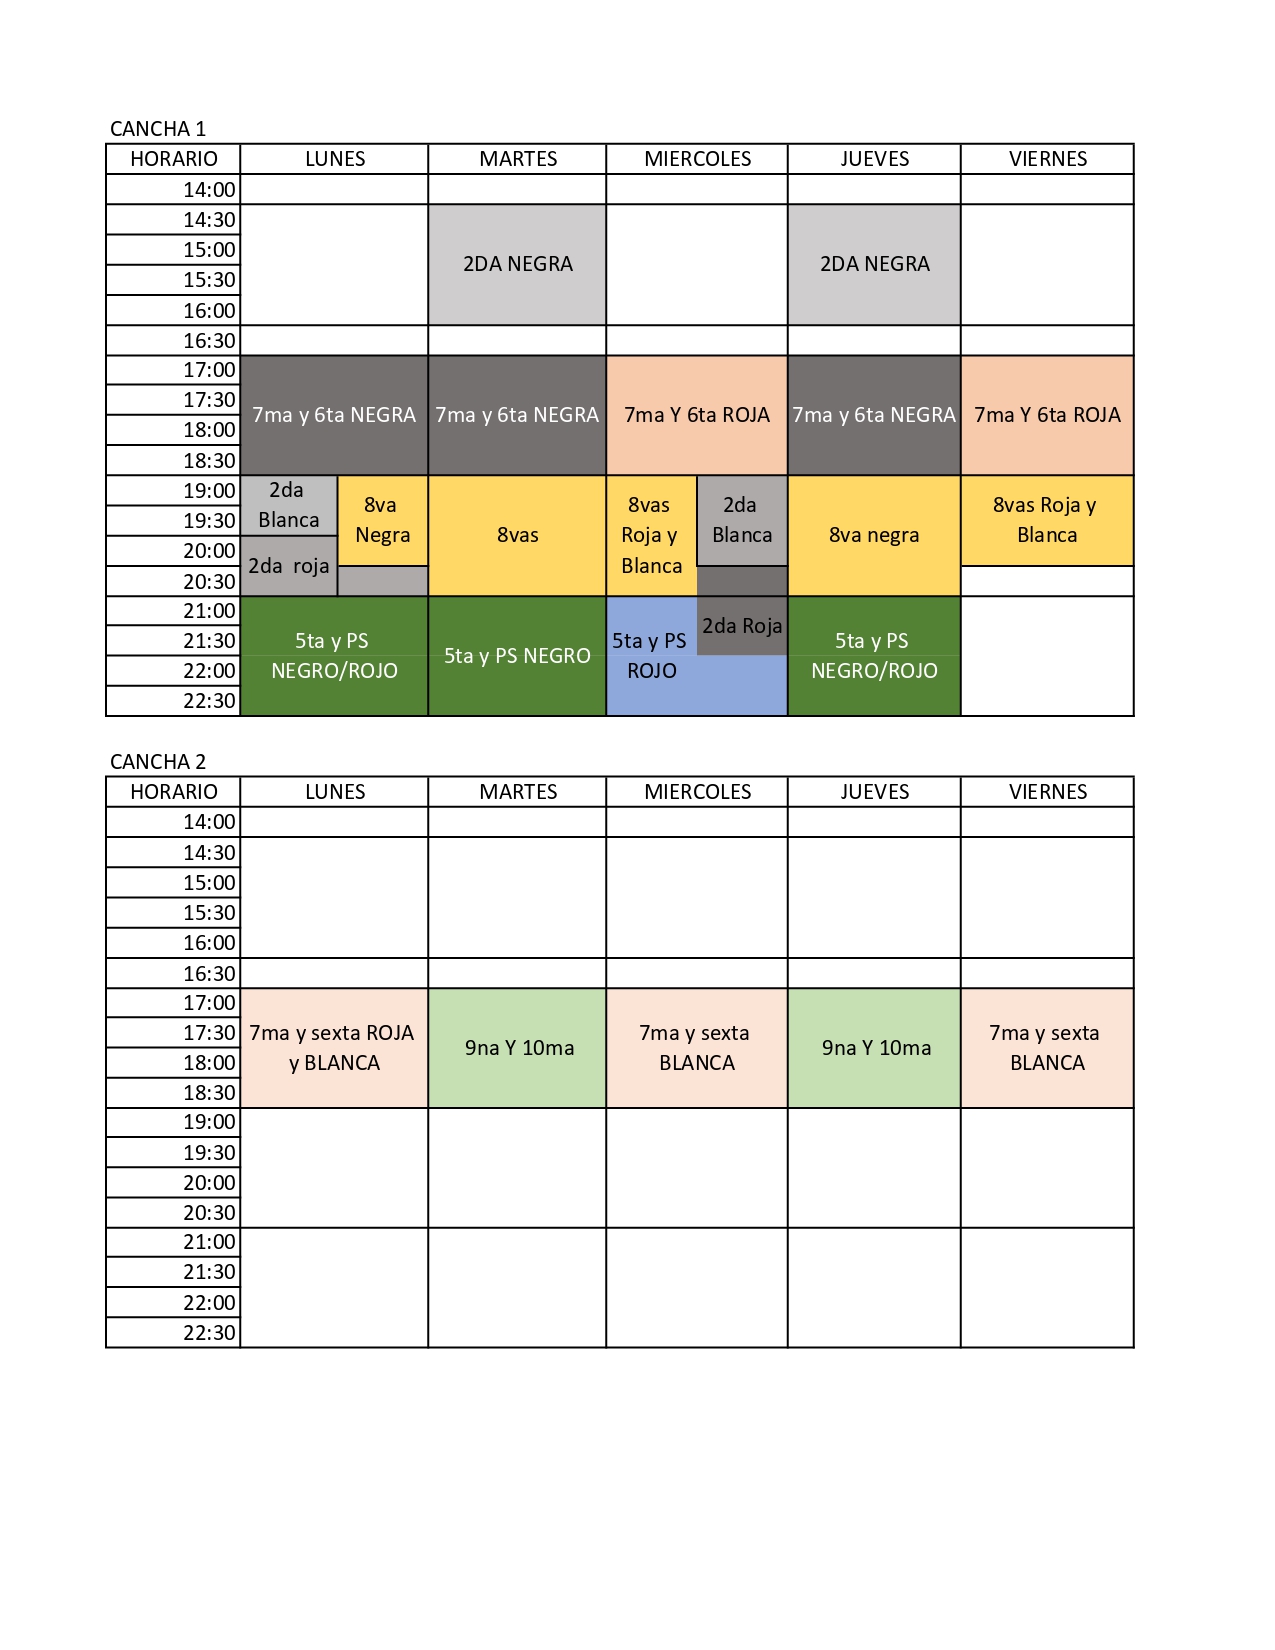 CANCHA 1
HORARIO LUNES MARTES MIERCOLES JUEVES VIERNES
14:00
14:30
15:00
2DA NEGRA 2DA NEGRA
15:30
16:00
16:30
17:00
17:30
7ma y 6ta NEGRA 7ma y 6ta NEGRA 7ma Y 6ta ROJA 7ma y 6ta NEGRA 7ma Y 6ta ROJA
18:00
18:30
19:00
2da
Blanca
8va
Negra
8vas
8vas
Roja y
Blanca
2da
Blanca
8va negra
8vas Roja y
Blanca
19:30
20:00
2da roja
20:30
21:00
5ta y PS
NEGRO/ROJO
5ta y PS NEGRO
5ta y PS
ROJO
2da Roja
5ta y PS
NEGRO/ROJO
21:30
22:00
22:30
CANCHA 2
HORARIO LUNES MARTES MIERCOLES JUEVES VIERNES
14:00
14:30
15:00
15:30
16:00
16:30
17:00
17:30
7ma y sexta ROJA
y BLANCA
9na Y 10ma
7ma y sexta
BLANCA
9na Y 10ma
7ma y sexta
BLANCA
18:00
18:30
19:00
19:30
20:00
20:30
21:00
21:30
22:00
22:30